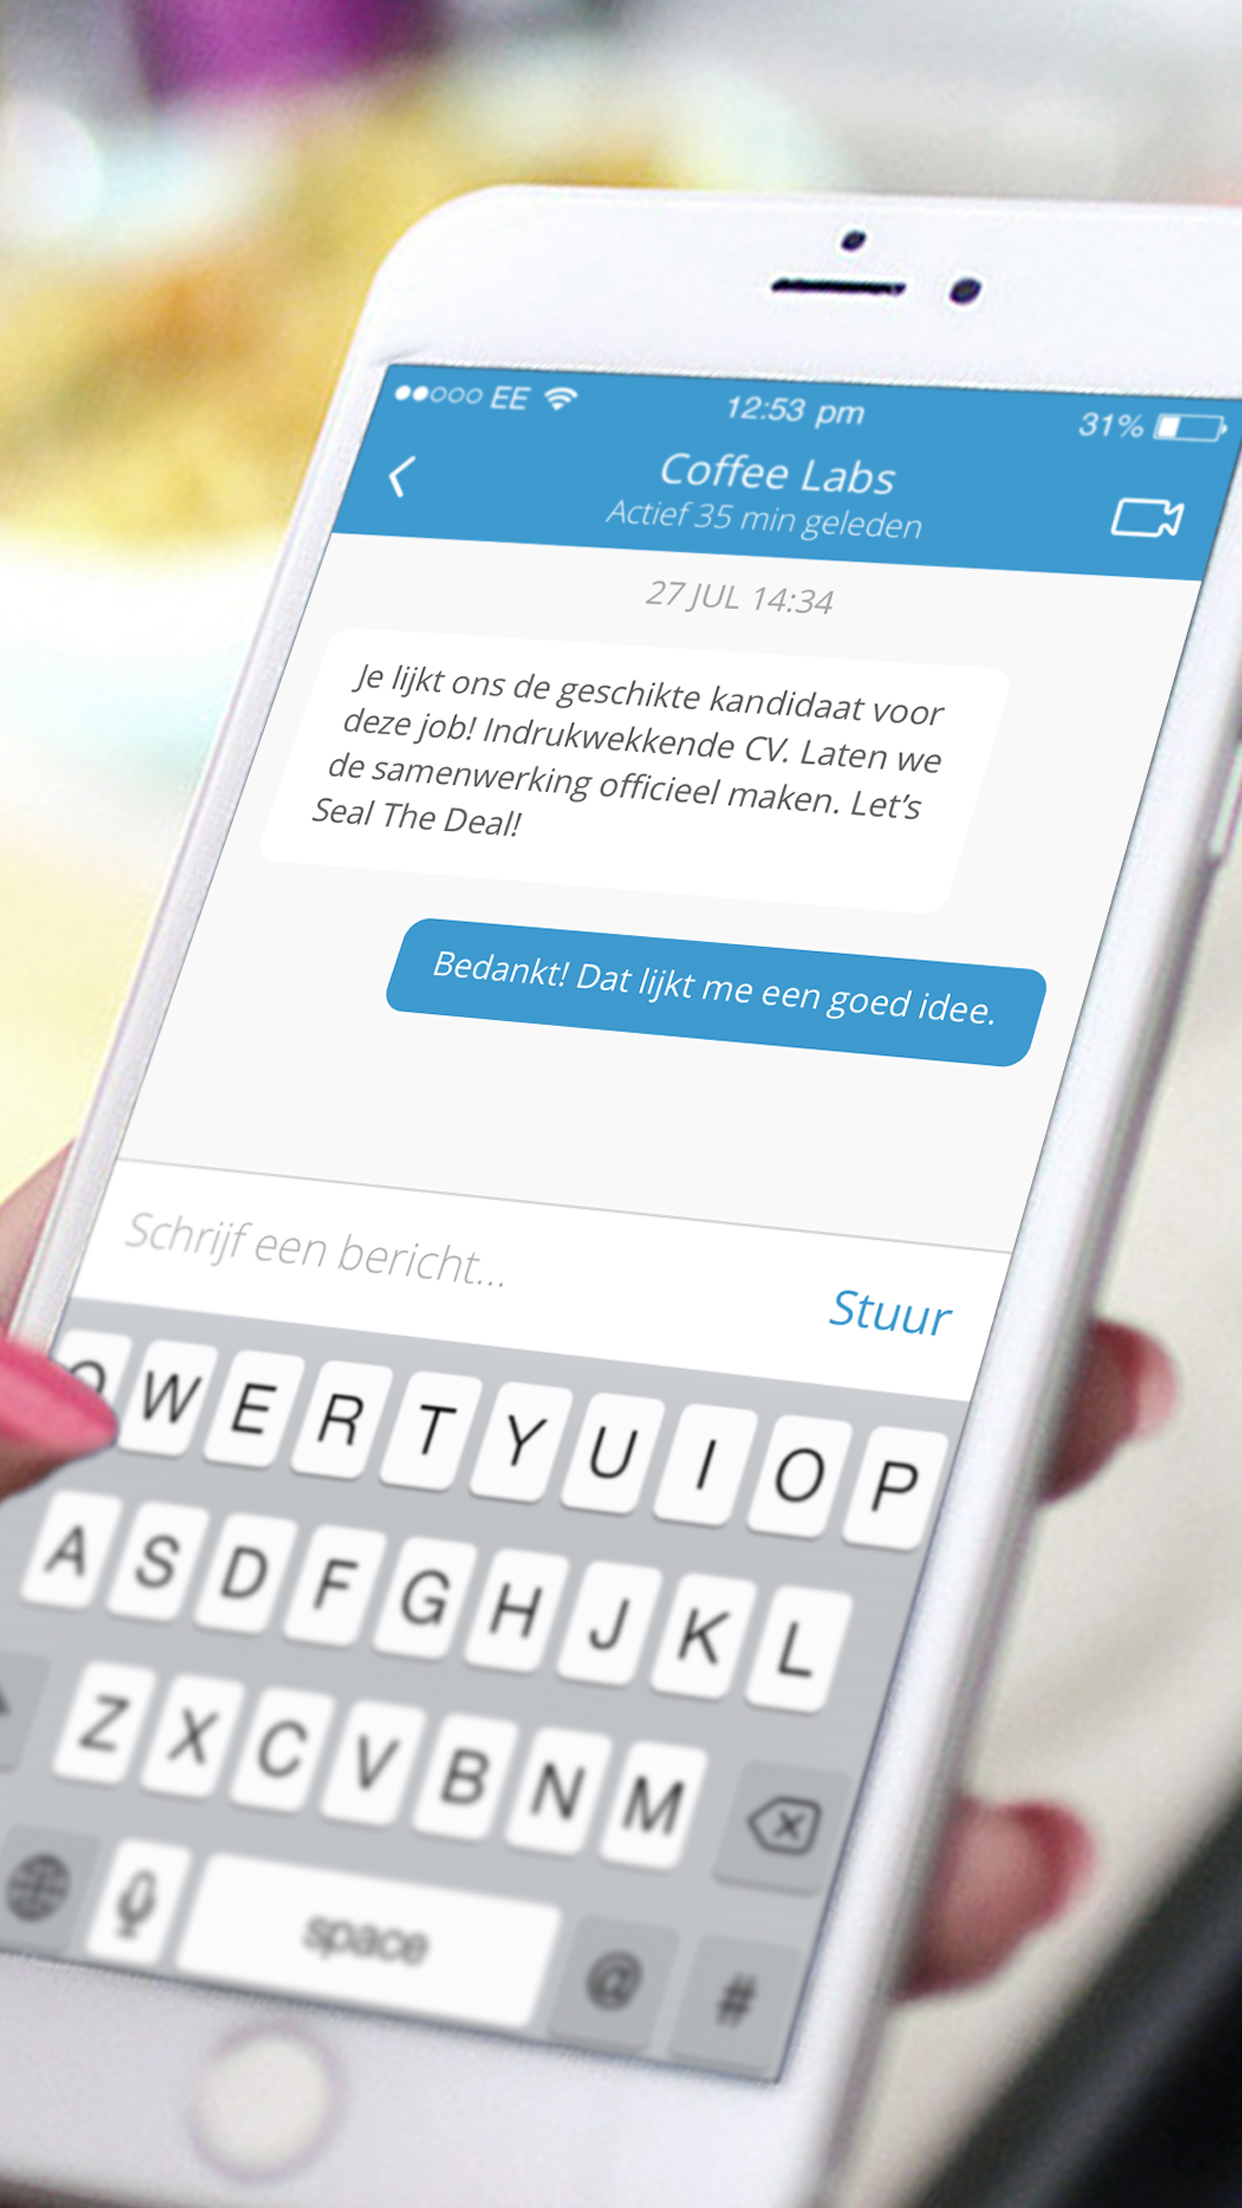 EE 12:53 pm 31%
Coffee Labs
Actief 35 min geleden
27 JUL 14:34
Je lijkt ons de geschikte kandidaat voor
deze job! Indrukwekkende CV. Laten we
de samenwerking officieel maken. Let's
Seal The Deal!
Bedankt! Dat lijkt me een goed idee.
Schrijf een bericht...
Stuur
Q W E R T Y U I O P
A S D F G H J K L
Z X C V B N M
space @ #